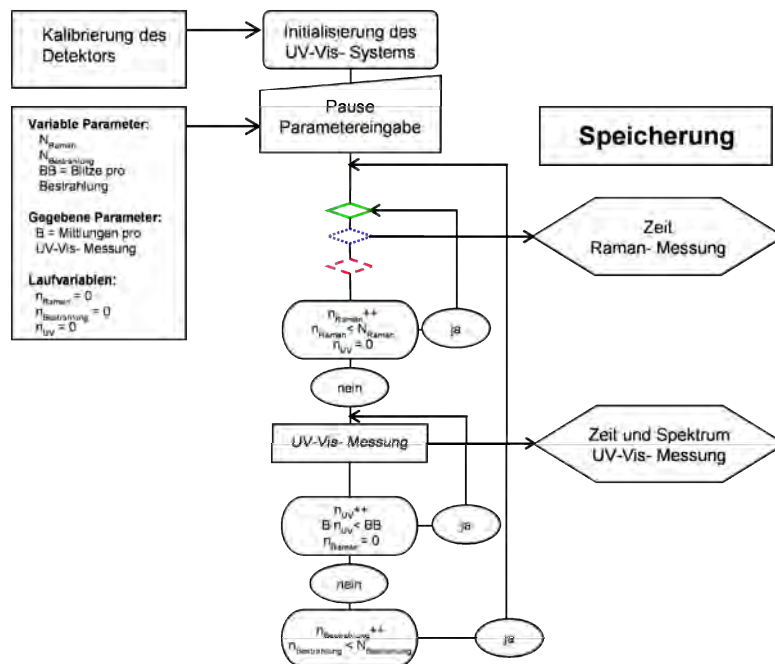 Kalibrierung des
Detektors
Initialisierung des
UV-Vis- Systems
Pause
Parametereingabe
Variable Parameter:
N_Raman
N_Bestrahlung
BB = Blitze pro
Bestrahlung
Gegebene Parameter:
B = Mittlungen pro
UV-Vis- Messung
Laufvariablen:
n_Raman = 0
n_Bestrahlung = 0
n_UV = 0
Speicherung
Zeit
Raman- Messung
n_Raman++
n_Raman < N_Raman
n_UV = 0
ja
nein
UV-Vis- Messung
Zeit und Spektrum
UV-Vis- Messung
n_UV++
B n_UV < BB
n_Raman = 0
ja
nein
n_Bestrahlung++
n_Bestrahlung < N_Bestrahlung
ja